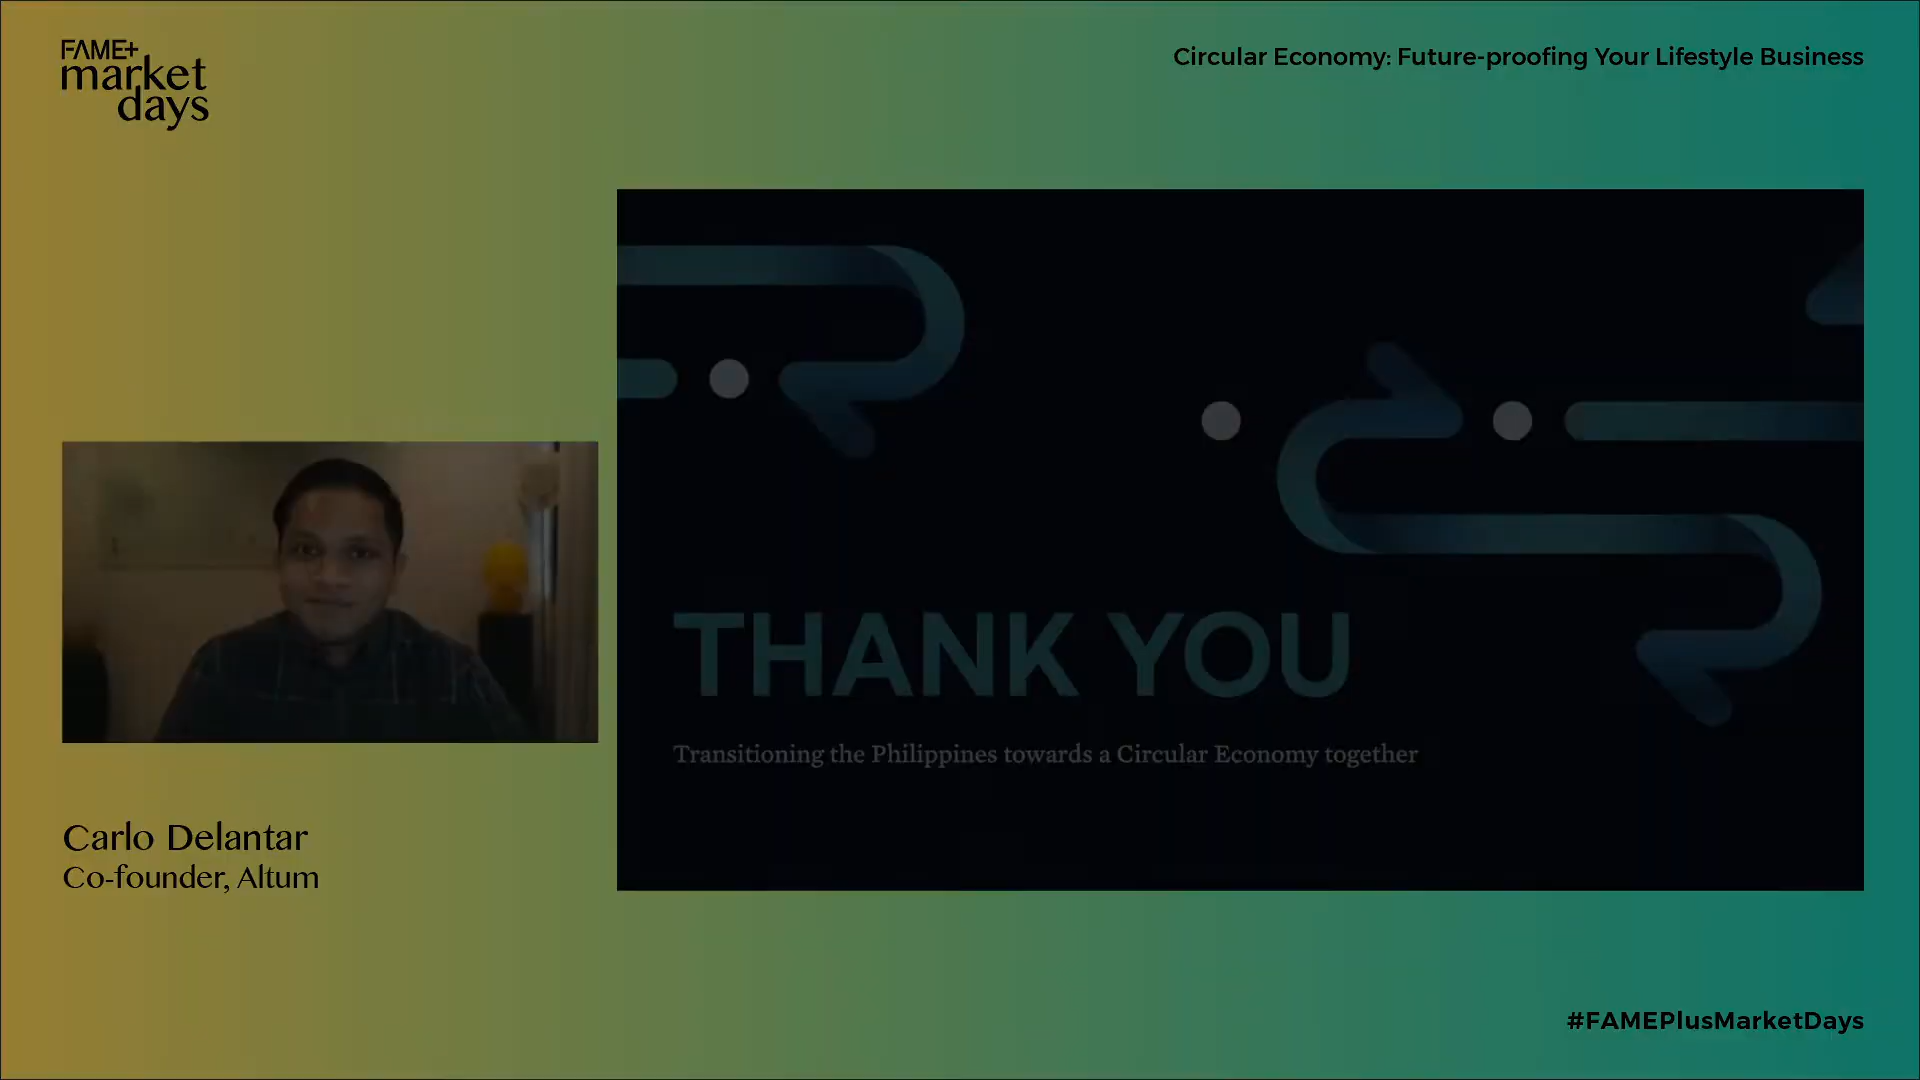 FAME+
market
days
Circular Economy: Future-proofing Your Lifestyle Business
THANK YOU
Transitioning the Philippines towards a Circular Economy together
Carlo Delantar
Co-founder, Altum
#FAMEPlusMarketDays